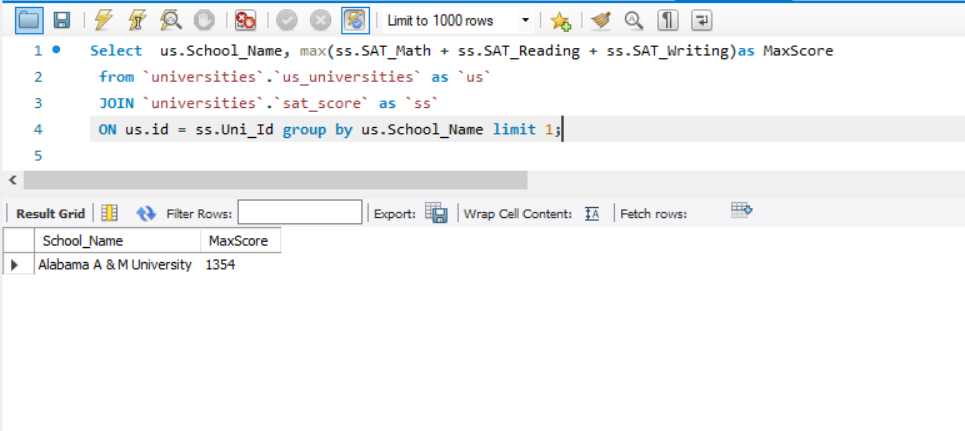 Limit to 1000 rows
1 Select  us.School_Name, max(ss.SAT_Math + ss.SAT_Reading + ss.SAT_Writing)as MaxScore
2 from `universities`.`us_universities` as `us`
3 JOIN `universities`.`sat_score` as `ss`
4 ON us.id = ss.Uni_Id group by us.School_Name limit 1;
5
Result Grid Filter Rows: Export: Wrap Cell Content: Fetch rows:
School_Name MaxScore
Alabama A & M University 1354